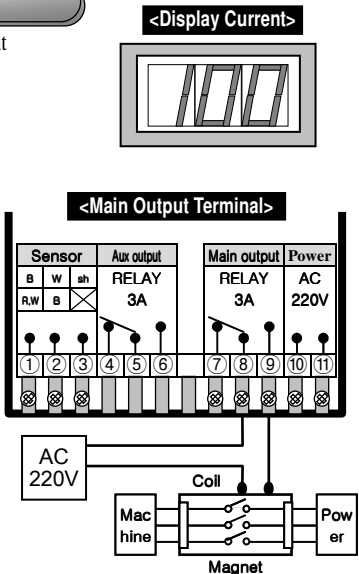 <Display Current>
t
100
<Main Output Terminal>
Sensor Aux output Main output Power
B W sh RELAY RELAY AC
R,W B 3A 3A 220V
① ② ③ ④ ⑤ ⑥ ⑦ ⑧ ⑨ ⑩ ⑪
AC
220V
Coil
Mac
hine
Pow
er
Magnet